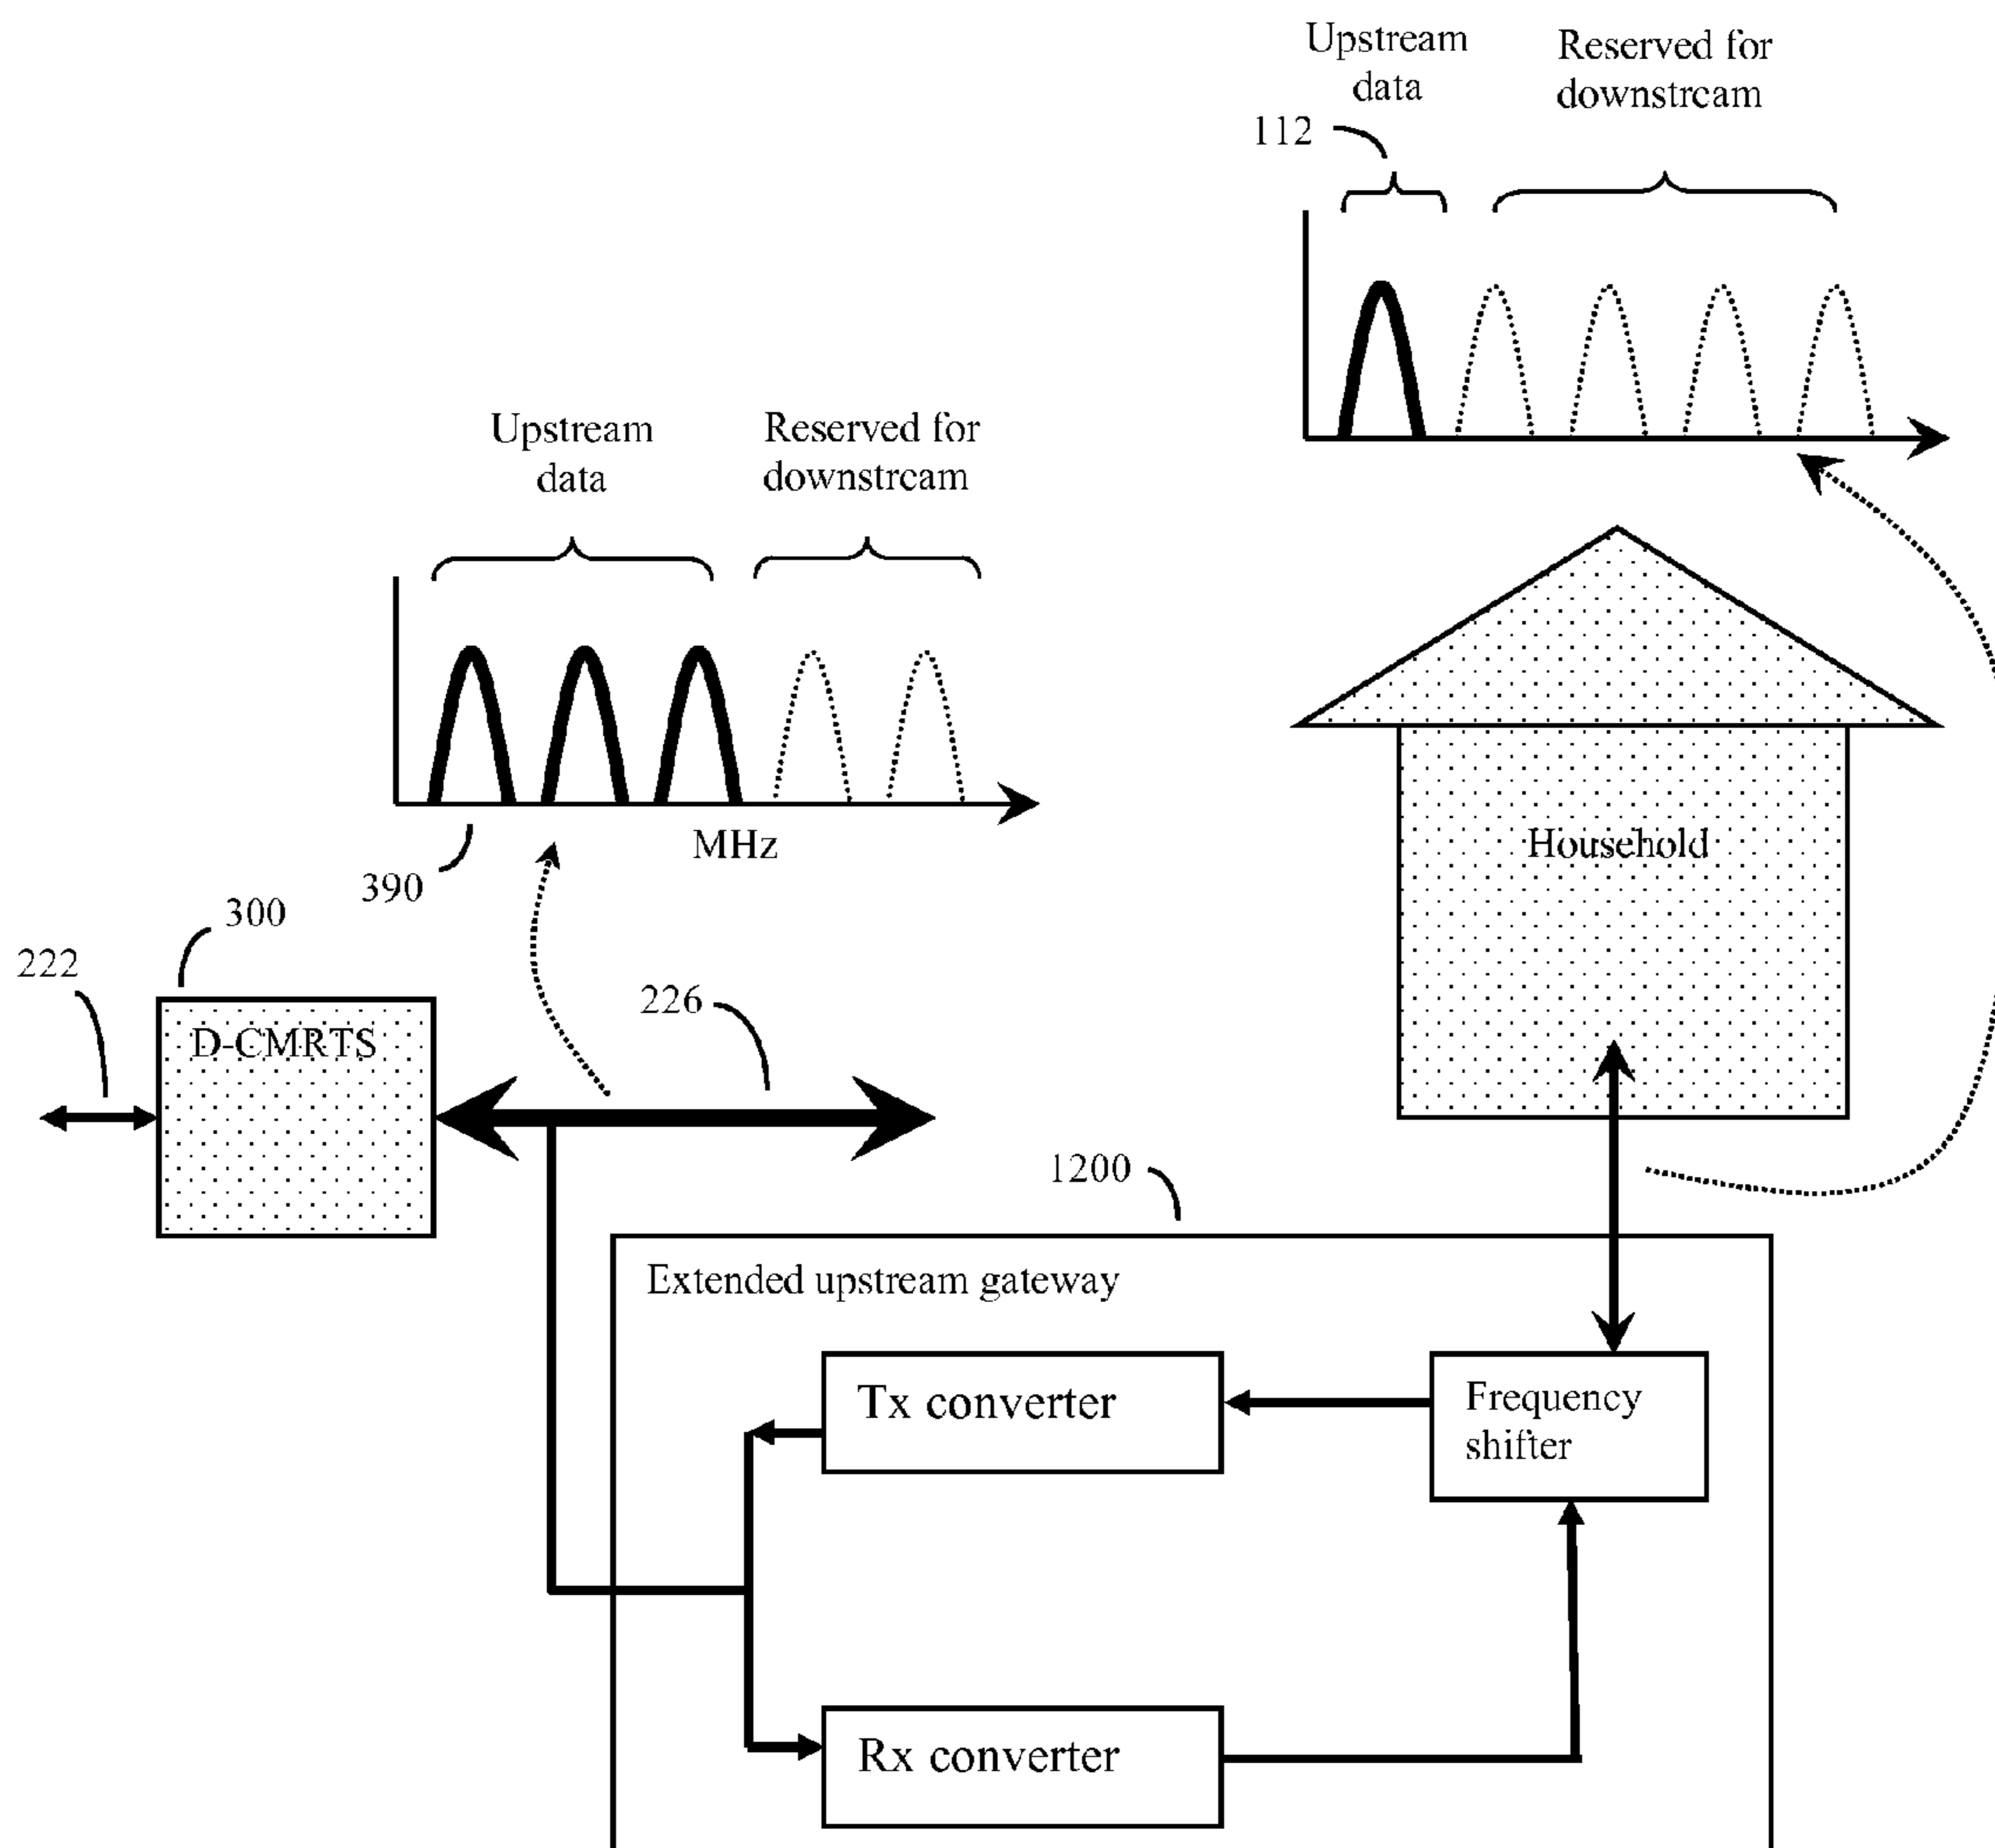 Upstream
data
Reserved for
downstream
112
Upstream
data
Reserved for
downstream
MHz
390
Household
300
222
D-CMRTS
226
1200
Extended upstream gateway
Tx converter
Frequency
shifter
Rx converter